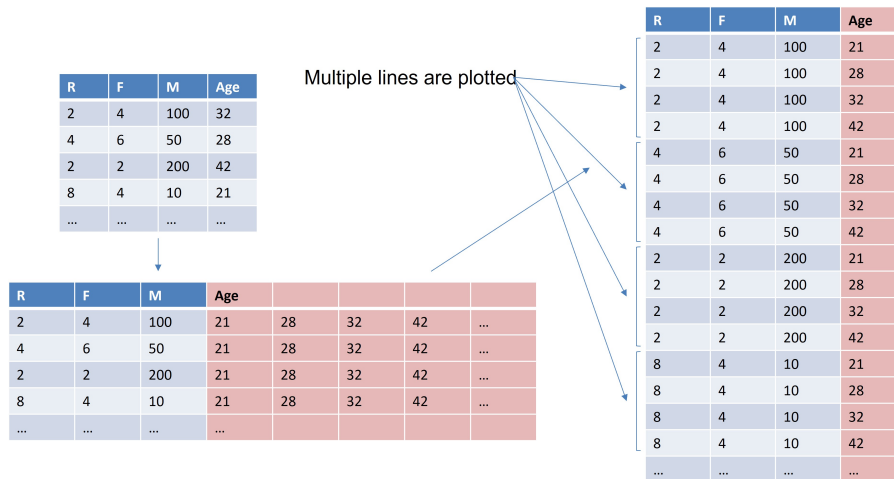 R F M Age
2 4 100 32
4 6 50 28
2 2 200 42
8 4 10 21
… … … …
Multiple lines are plotted
R F M Age
2 4 100 21 28 32 42 …
4 6 50 21 28 32 42 …
2 2 200 21 28 32 42 …
8 4 10 21 28 32 42 …
… … … …
R F M Age
2 4 100 21
2 4 100 28
2 4 100 32
2 4 100 42
4 6 50 21
4 6 50 28
4 6 50 32
4 6 50 42
2 2 200 21
2 2 200 28
2 2 200 32
2 2 200 42
8 4 10 21
8 4 10 28
8 4 10 32
8 4 10 42
… … … …